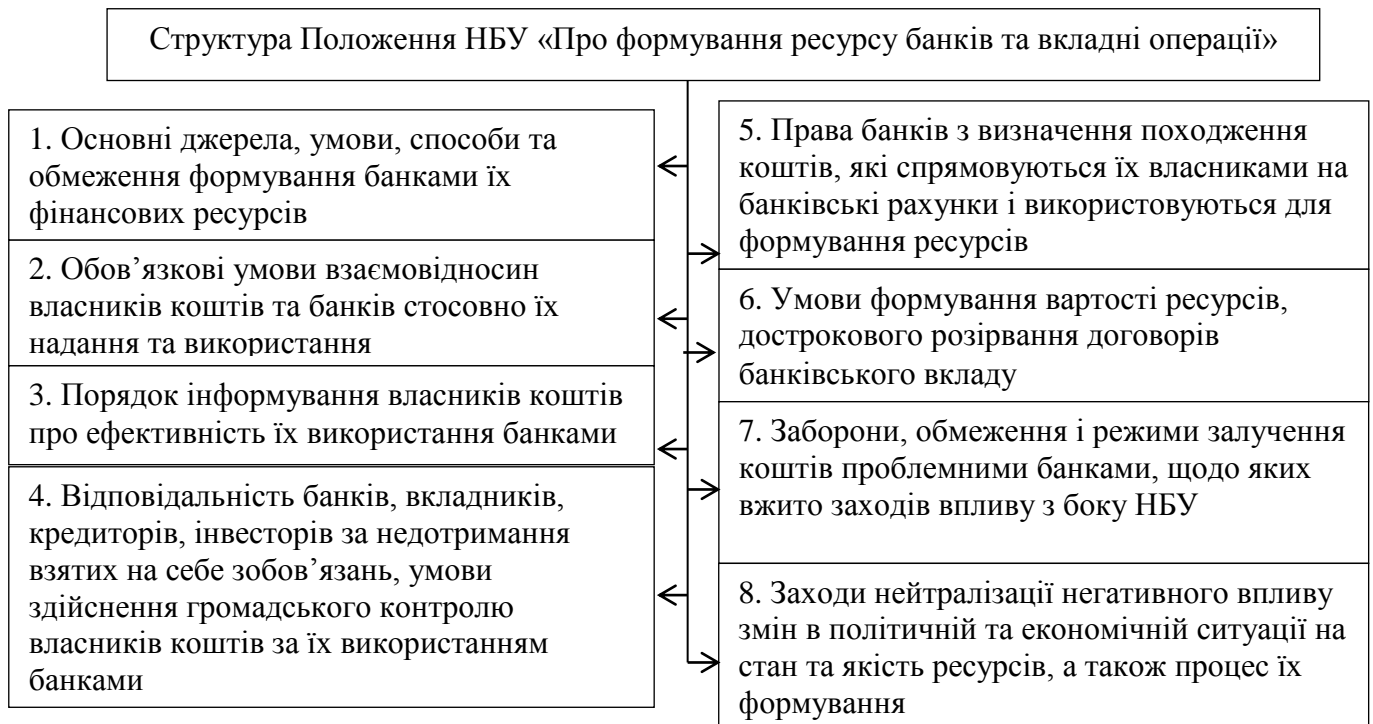 Структура Положення НБУ «Про формування ресурсу банків та вкладні операції»
1. Основні джерела, умови, способи та
обмеження формування банками їх
фінансових ресурсів
2. Обов’язкові умови взаємовідносин
власників коштів та банків стосовно їх
надання та використання
3. Порядок інформування власників коштів
про ефективність їх використання банками
4. Відповідальність банків, вкладників,
кредиторів, інвесторів за недотримання
взятих на себе зобов’язань, умови
здійснення громадського контролю
власників коштів за їх використанням
банками
5. Права банків з визначення походження
коштів, які спрямовуються їх власниками на
банківські рахунки і використовуються для
формування ресурсів
6. Умови формування вартості ресурсів,
дострокового розірвання договорів
банківського вкладу
7. Заборони, обмеження і режими залучення
коштів проблемними банками, щодо яких
вжито заходів впливу з боку НБУ
8. Заходи нейтралізації негативного впливу
змін в політичній та економічній ситуації на
стан та якість ресурсів, а також процес їх
формування